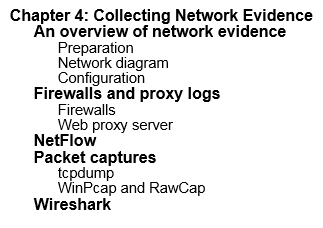 Chapter 4: Collecting Network Evidence
An overview of network evidence
Preparation
Network diagram
Configuration
Firewalls and proxy logs
Firewalls
Web proxy server
NetFlow
Packet captures
tcpdump
WinPcap and RawCap
Wireshark